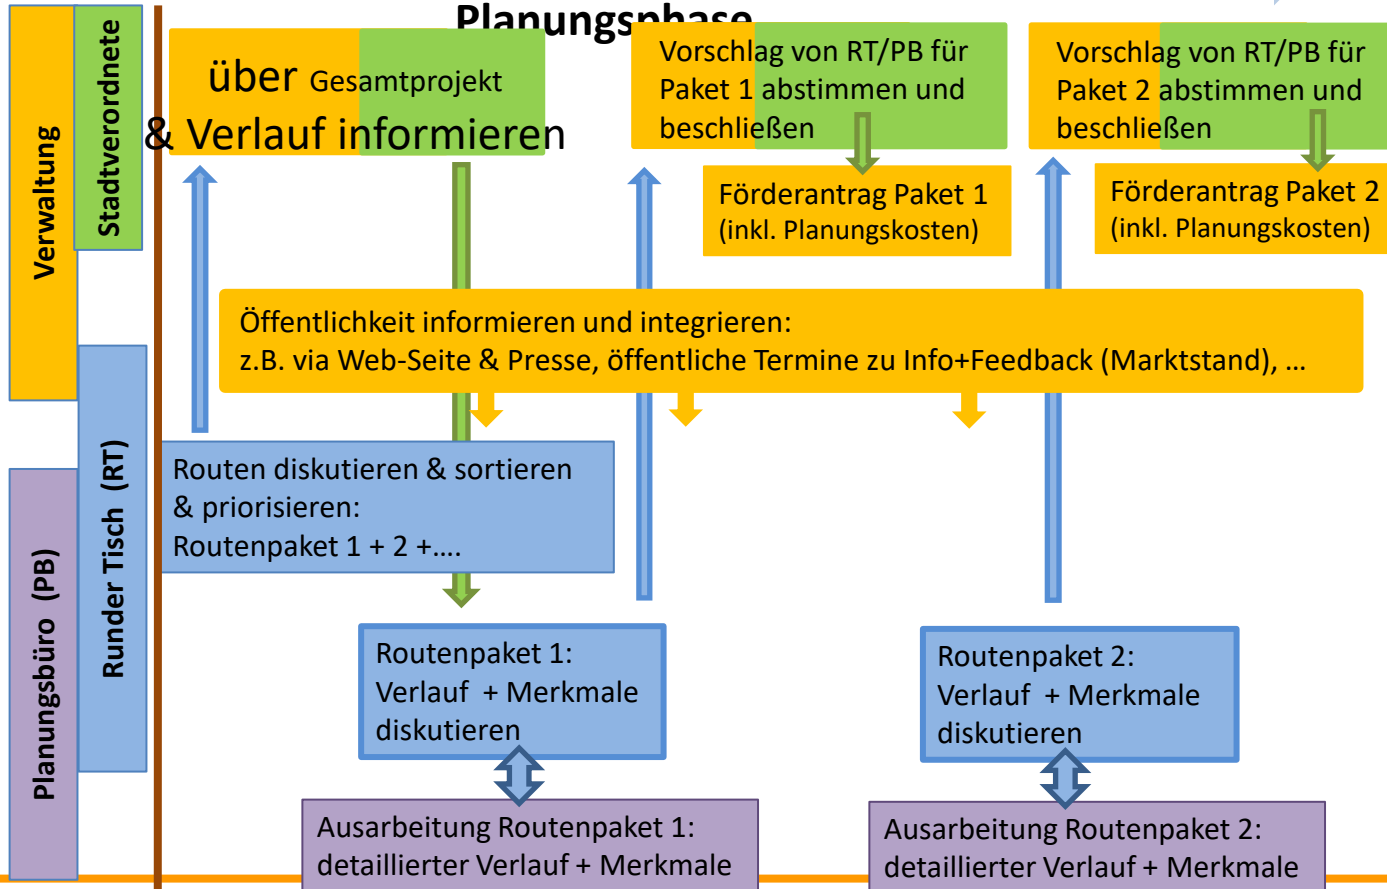 Planungsphase
Verwaltung
Stadtverordnete
Planungsbüro (PB)
Runder Tisch (RT)
über Gesamtprojekt
& Verlauf informieren
Vorschlag von RT/PB für
Paket 1 abstimmen und
beschließen
Vorschlag von RT/PB für
Paket 2 abstimmen und
beschließen
Förderantrag Paket 1
(inkl. Planungskosten)
Förderantrag Paket 2
(inkl. Planungskosten)
Öffentlichkeit informieren und integrieren:
z.B. via Web-Seite & Presse, öffentliche Termine zu Info+Feedback (Marktstand), ...
Routen diskutieren & sortieren
& priorisieren:
Routenpaket 1 + 2 +....
Routenpaket 1:
Verlauf + Merkmale
diskutieren
Routenpaket 2:
Verlauf + Merkmale
diskutieren
Ausarbeitung Routenpaket 1:
detaillierter Verlauf + Merkmale
Ausarbeitung Routenpaket 2:
detaillierter Verlauf + Merkmale